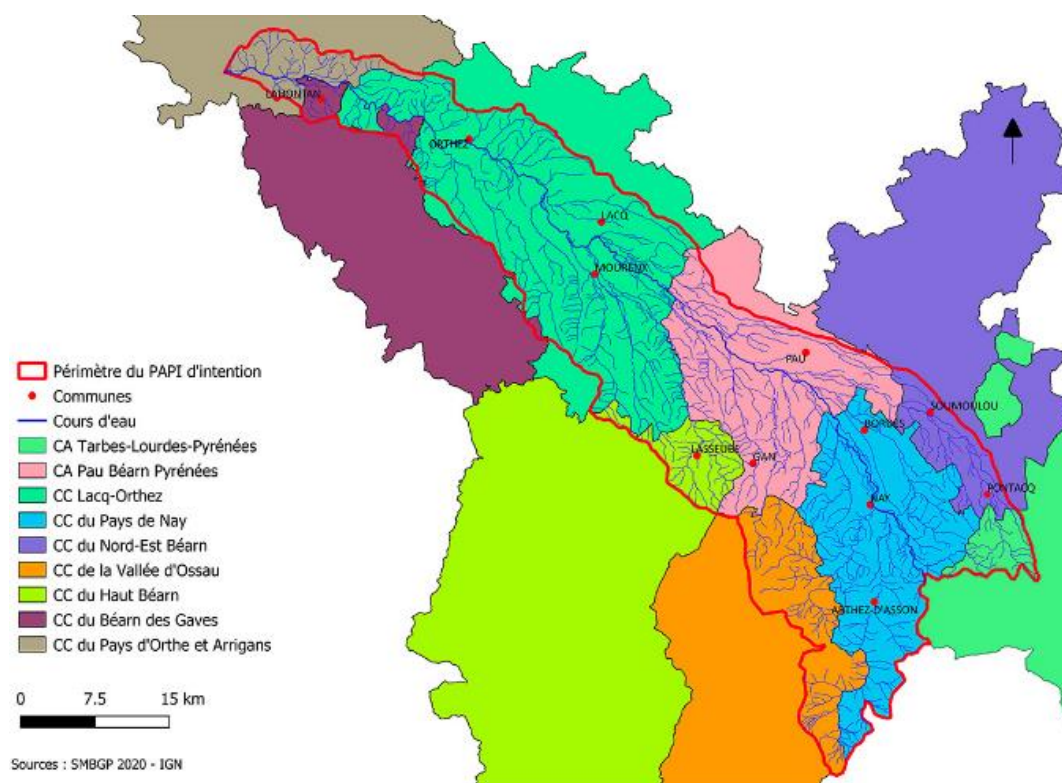 LAHONTAN
ORTHEZ
LACQ
MOURENX
PAU
SOUMOULOU
BORDES
LASSEUBE
GAN
PONTACQ
NAY
ARTHEZ-D'ASSON
Périmètre du PAPI d'intention
Communes
Cours d'eau
CA Tarbes-Lourdes-Pyrénées
CA Pau Béarn Pyrénées
CC Lacq-Orthez
CC du Pays de Nay
CC du Nord-Est Béarn
CC de la Vallée d'Ossau
CC du Haut Béarn
CC du Béarn des Gaves
CC du Pays d'Orthe et Arrigans
0 7.5 15 km
Sources : SMBGP 2020 - IGN